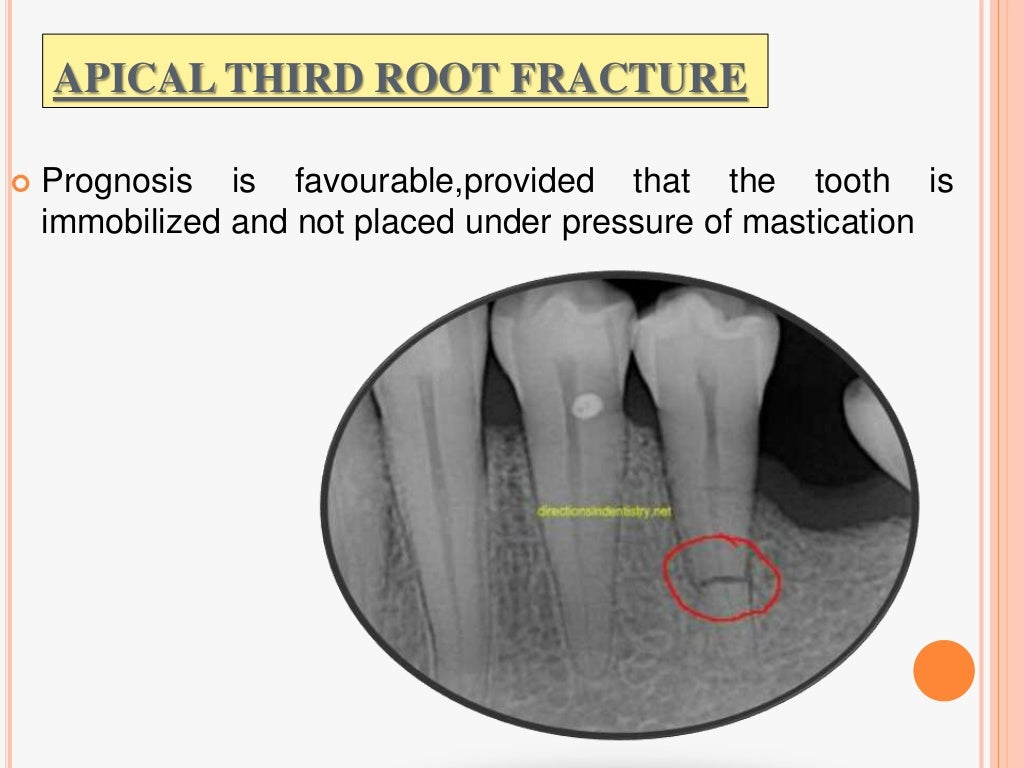 APICAL THIRD ROOT FRACTURE
Prognosis is favourable,provided that the tooth is
immobilized and not placed under pressure of mastication
directionsindentistry.net